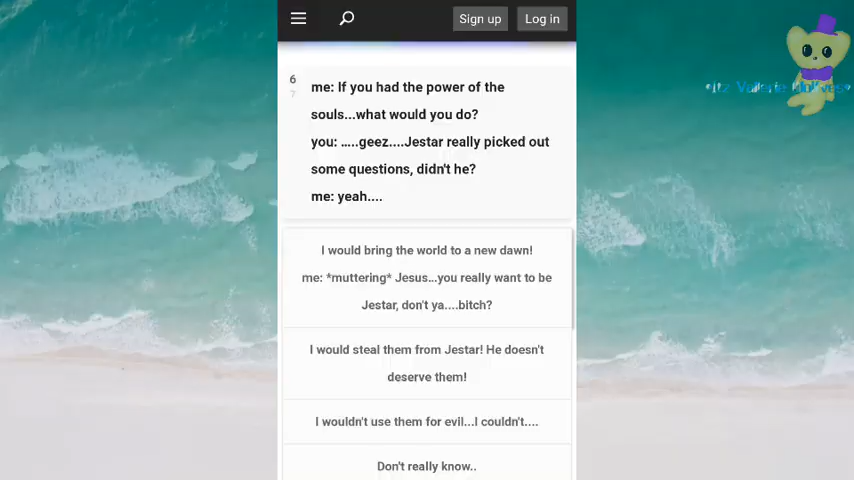 Sign up
Log in
6
7
me: If you had the power of the
souls...what would you do?
you: .....geez....Jestar really picked out
some questions, didn't he?
me: yeah....
I would bring the world to a new dawn!
me: *muttering* Jesus...you really want to be
Jestar, don't ya....bitch?
I would steal them from Jestar! He doesn't
deserve them!
I wouldn't use them for evil...I couldn't....
Don't really know..